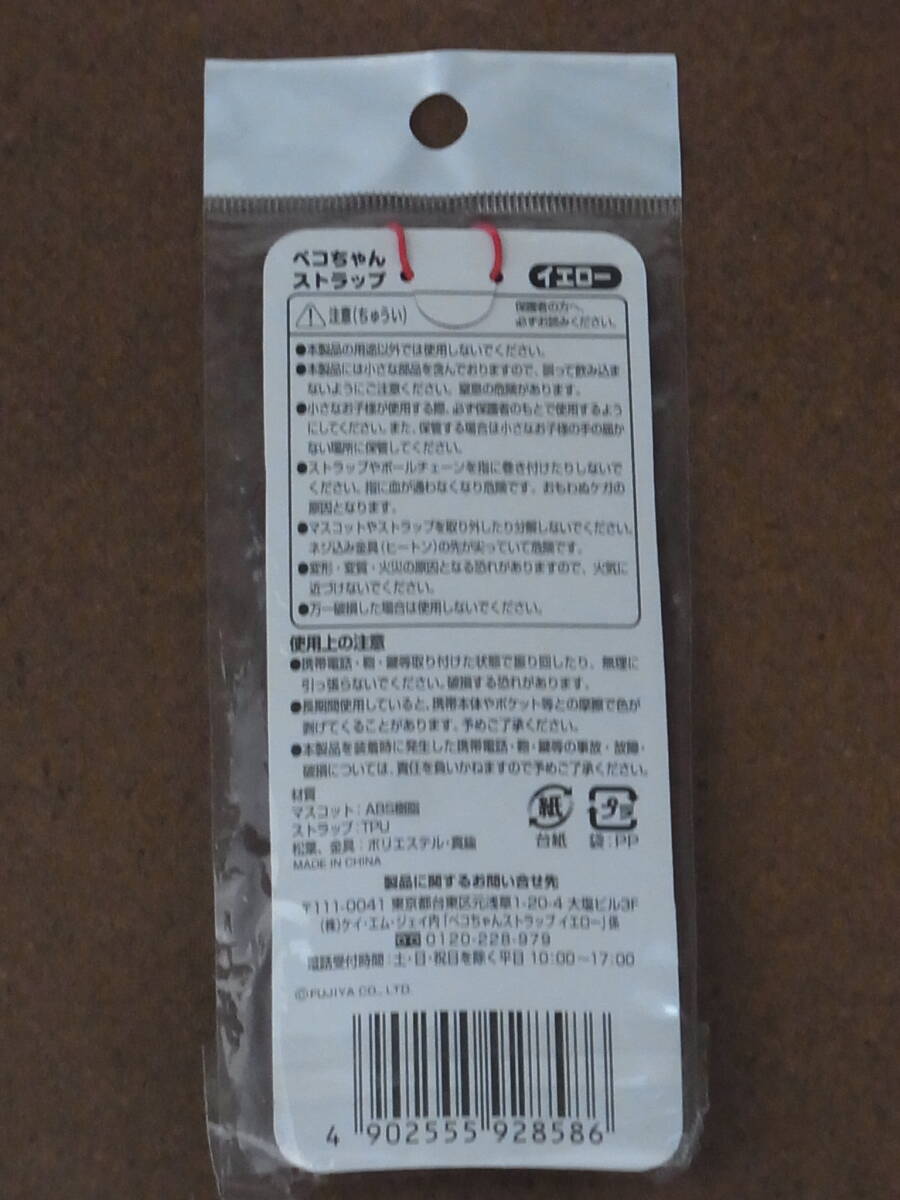 ペコちゃん
ストラップ
イエロー
注意(ちゅうい)
保護者の方へ、
必ずお読みください。
●本製品の用途以外では使用しないでください。
●本製品には小さな部品を含んでおりますので、誤って飲み込ま
ないようにご注意ください。窒息の危険があります。
●小さなお子様が使用する際、必ず保護者のもとで使用するよう
にしてください。また、保管する場合は小さなお子様の手の届か
ない場所に保管してください。
●ストラップやボールチェーンを指に巻き付けたりしないで
ください。指に血が通わなくなり危険です。おもわぬケガの
原因となります。
●マスコットやストラップを取り外したり分解しないでください。
ネジ込み金具(ヒートン)の先が尖っていて危険です。
●変形・変質・火災の原因となる恐れがありますので、火気に
近づけないでください。
●万一破損した場合は使用しないでください。
使用上の注意
●携帯電話・鞄・鍵等取り付けた状態で振り回したり、無理に
引っ張らないでください。破損する恐れがあります。
●長期間使用していると、携帯本体やポケット等との摩擦で色が
剥げてくることがあります。予めご了承ください。
●本製品を装着時に発生した携帯電話・鞄・鍵等の事故・故障・
破損については、責任を負いかねますので予めご了承ください。
材質
マスコット：ABS樹脂
ストラップ：TPU
松葉、金具：ポリエステル・真鍮
MADE IN CHINA
紙
台紙
プラ
袋：PP
製品に関するお問い合せ先
〒111-0041 東京都台東区元浅草1-20-4 大塩ビル3F
(株)ケイ・エム・ジェイ内「ペコちゃんストラップ イエロー」係
0120-228-979
電話受付時間：土・日・祝日を除く平日 10:00～17:00
©FUJIYA CO., LTD.
4 902555 928586